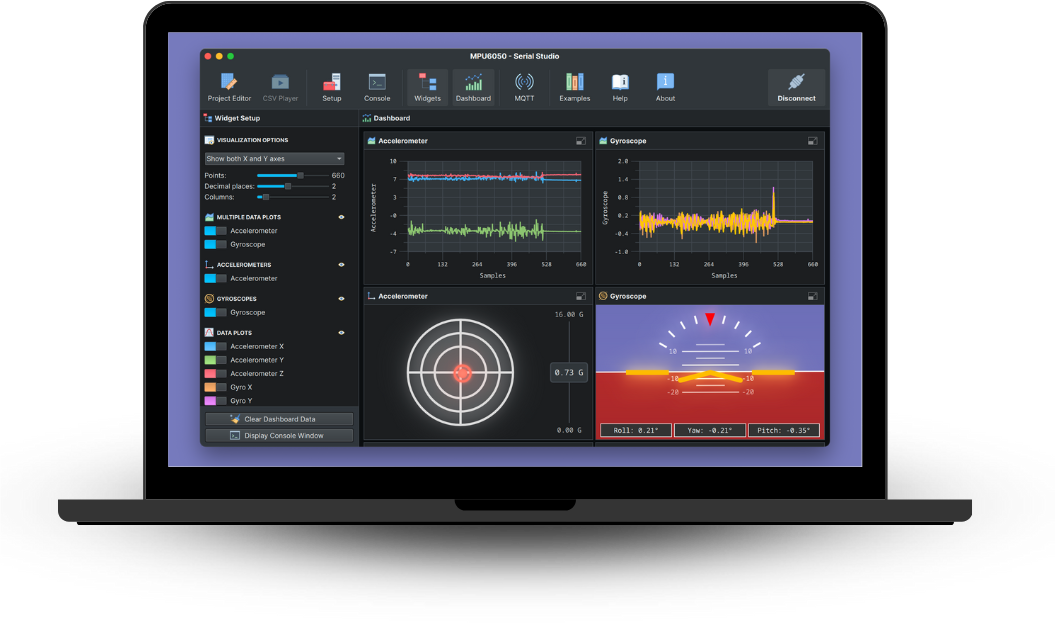 MPU6050 - Serial Studio
Project Editor
CSV Player
Setup
Console
Widgets
Dashboard
MQTT
Examples
Help
About
Disconnect
Widget Setup
VISUALIZATION OPTIONS
Show both X and Y axes
Points: 660
Decimal places: 2
Columns: 2
MULTIPLE DATA PLOTS
Accelerometer
Gyroscope
ACCELEROMETERS
Accelerometer
GYROSCOPES
Gyroscope
DATA PLOTS
Accelerometer X
Accelerometer Y
Accelerometer Z
Gyro X
Gyro Y
Clear Dashboard Data
Display Console Window
Dashboard
Accelerometer
10
7
3
-0
-4
-7
Accelerometer
0 132 264 396 528 660
Samples
Gyroscope
2.0
1.4
0.8
0.2
-0.4
-1.0
Gyroscope
0 132 264 396 528 660
Samples
Accelerometer
16.00 G
0.73 G
0.00 G
Gyroscope
10 10
-10 -10
-20 -20
Roll: 0.21°
Yaw: -0.21°
Pitch: -0.35°